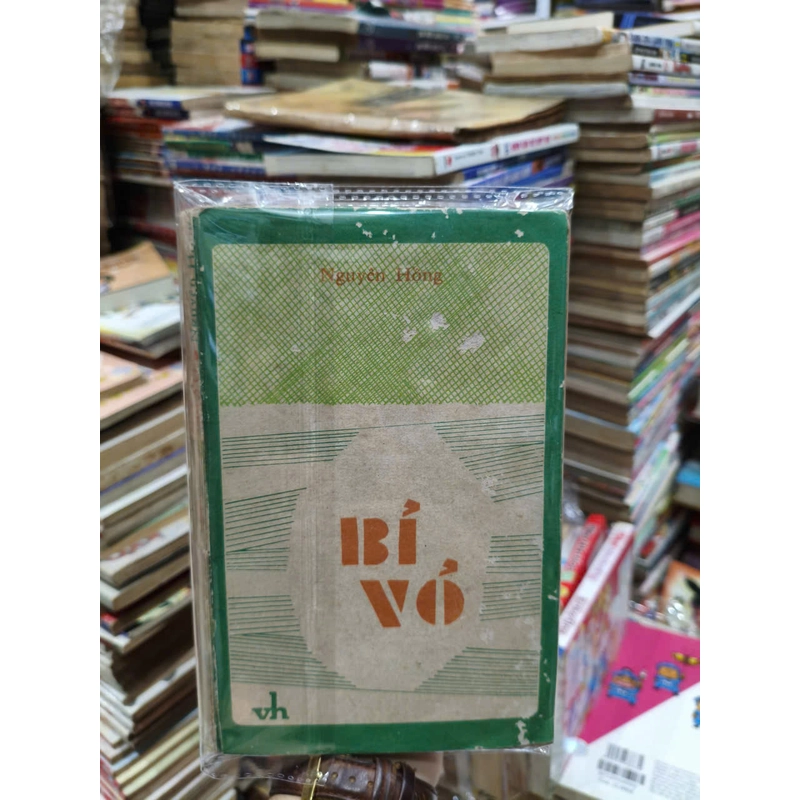 Nguyên Hồng
BỈ
VỎ
vh